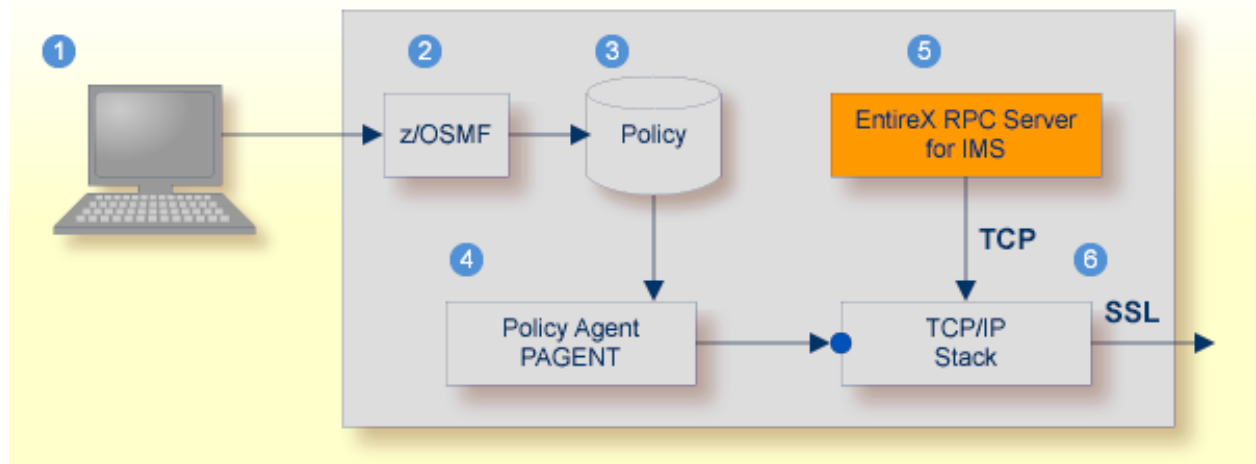 1
2
3
5
z/OSMF
Policy
EntireX RPC Server
for IMS
TCP
4
6
Policy Agent
PAGENT
TCP/IP
Stack
SSL